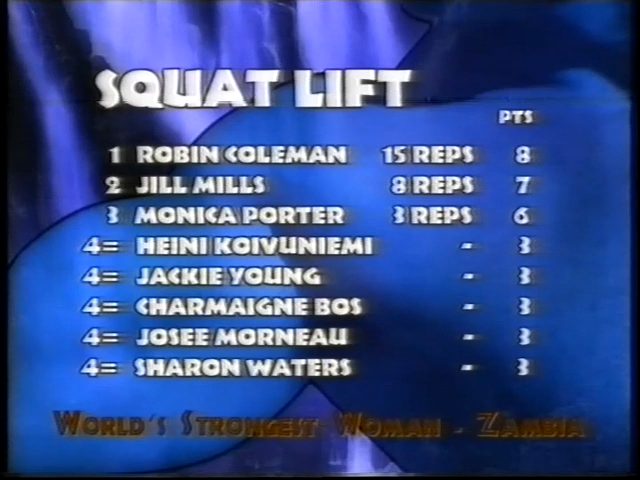 SQUAT LIFT
PTS
1 ROBIN COLEMAN 15 REPS 8
2 JILL MILLS 8 REPS 7
3 MONICA PORTER 3 REPS 6
4= HEINI KOIVUNIEMI - 3
4= JACKIE YOUNG - 3
4= CHARMAIGNE BOS - 3
4= JOSEE MORNEAU - 3
4= SHARON WATERS - 3
WORLD'S STRONGEST WOMAN - ZAMBIA